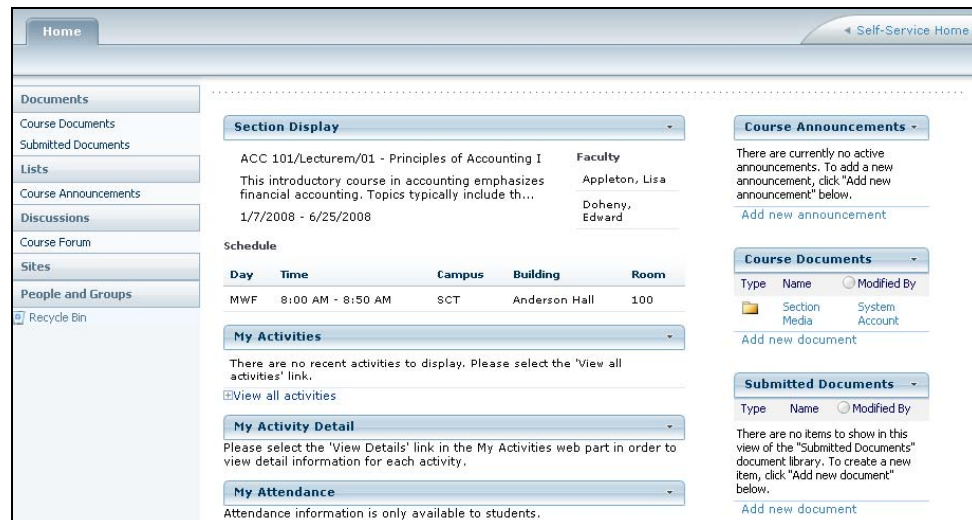 Home
Self-Service Home
Documents
Course Documents
Submitted Documents
Lists
Course Announcements
Discussions
Course Forum
Sites
People and Groups
Recycle Bin
Section Display
ACC 101/Lecturem/01 - Principles of Accounting I
This introductory course in accounting emphasizes
financial accounting. Topics typically include th...
1/7/2008 - 6/25/2008
Faculty
Appleton, Lisa
Doheny,
Edward
Schedule
Day Time Campus Building Room
MWF 8:00 AM - 8:50 AM SCT Anderson Hall 100
My Activities
There are no recent activities to display. Please select the 'View all
activities' link.
View all activities
My Activity Detail
Please select the 'View Details' link in the My Activities web part in order to
view detail information for each activity.
My Attendance
Attendance information is only available to students.
Course Announcements
There are currently no active
announcements. To add a new
announcement, click "Add new
announcement" below.
Add new announcement
Course Documents
Type Name Modified By
Section System
Media Account
Add new document
Submitted Documents
Type Name Modified By
There are no items to show in this
view of the "Submitted Documents"
document library. To create a new
item, click "Add new document"
below.
Add new document